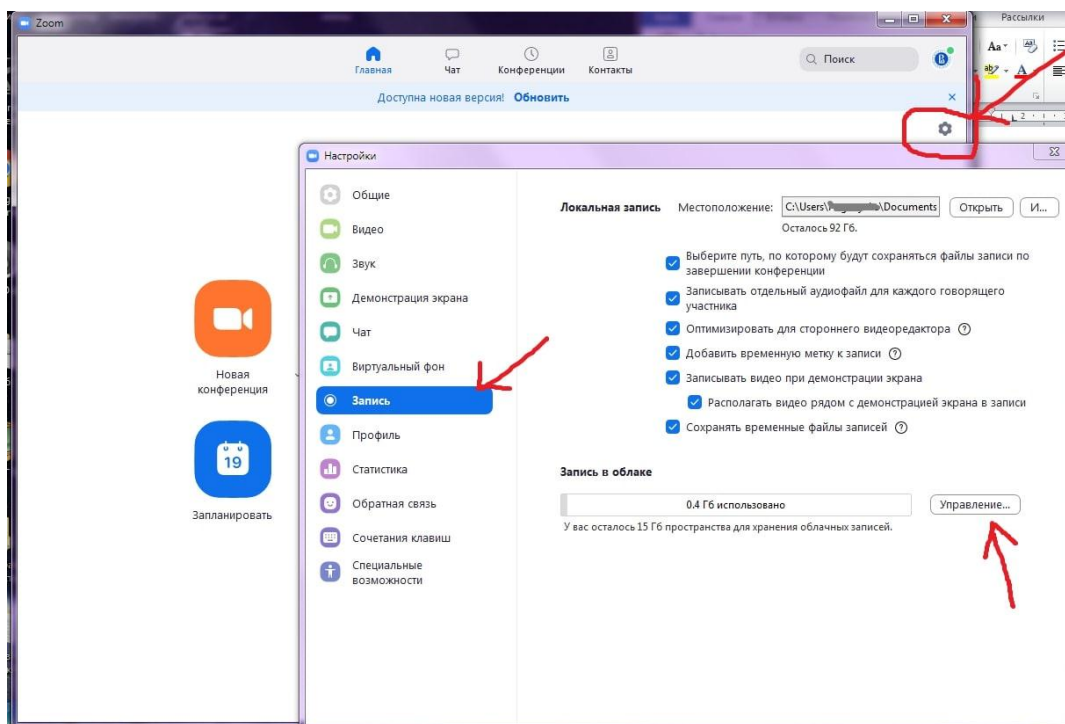 Zoom
Рассылки
Главная
Чат
Конференции
Контакты
Поиск
Доступна новая версия! Обновить
Настройки
Общие
Видео
Звук
Демонстрация экрана
Чат
Виртуальный фон
Запись
Профиль
Статистика
Обратная связь
Сочетания клавиш
Специальные
возможности
Новая
конференция
19
Запланировать
Локальная запись Местоположение: C:\Users\ \Documents Открыть И...
Осталось 92 Гб.
Выберите путь, по которому будут сохраняться файлы записи по
завершении конференции
Записывать отдельный аудиофайл для каждого говорящего
участника
Оптимизировать для стороннего видеоредактора
Добавить временную метку к записи
Записывать видео при демонстрации экрана
Располагать видео рядом с демонстрацией экрана в записи
Сохранять временные файлы записей
Запись в облаке
0.4 Гб использовано Управление...
У вас осталось 15 Гб пространства для хранения облачных записей.